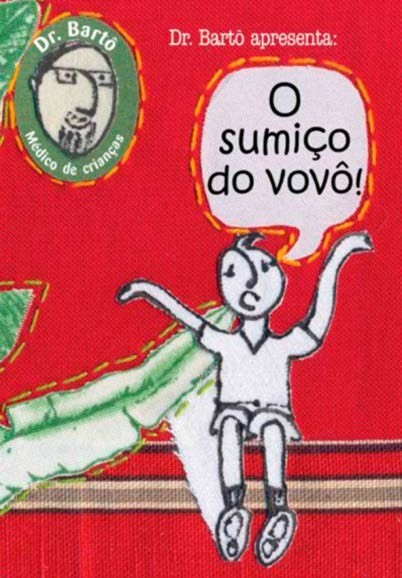 Dr. Bartô
Médico de crianças
Dr. Bartô apresenta:
O
sumiço
do vovô!